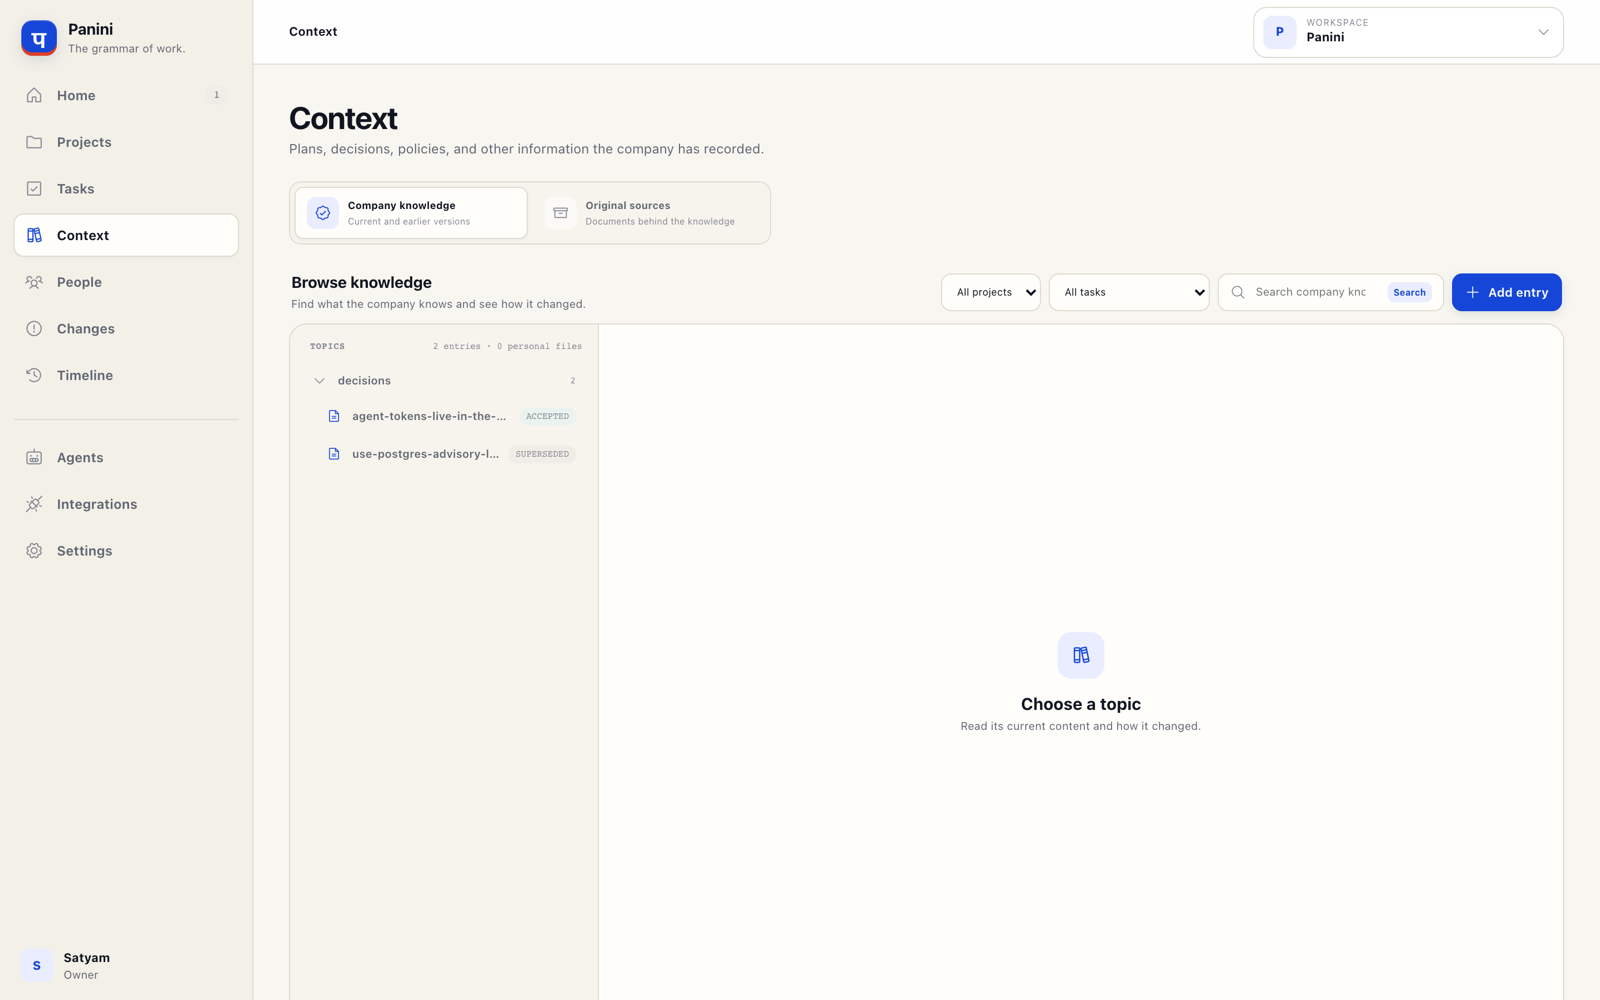 प
Panini
The grammar of work.
Home 1
Projects
Tasks
Context
People
Changes
Timeline
Agents
Integrations
Settings
S
Satyam
Owner
Context
P
WORKSPACE
Panini
Context
Plans, decisions, policies, and other information the company has recorded.
Company knowledge
Current and earlier versions
Original sources
Documents behind the knowledge
Browse knowledge
Find what the company knows and see how it changed.
All projects
All tasks
Search company knc
Search
Add entry
TOPICS 2 entries · 0 personal files
decisions 2
agent-tokens-live-in-the-... ACCEPTED
use-postgres-advisory-l... SUPERSEDED
Choose a topic
Read its current content and how it changed.